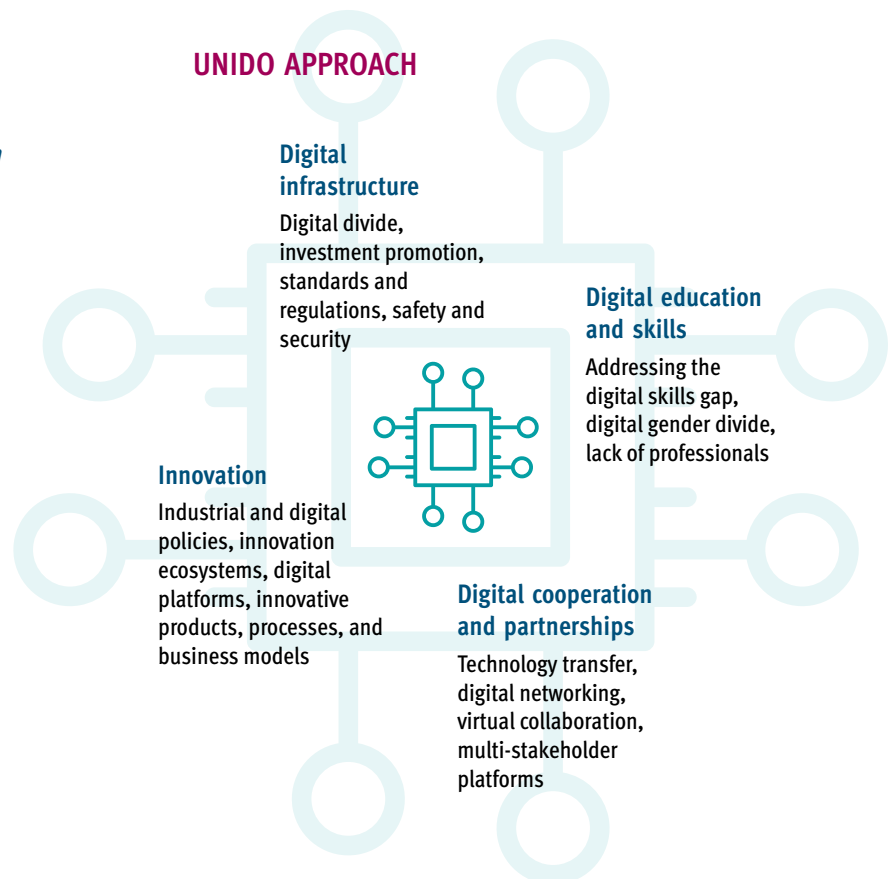 UNIDO APPROACH
Digital
infrastructure
Digital divide,
investment promotion,
standards and
regulations, safety and
security
Digital education
and skills
Addressing the
digital skills gap,
digital gender divide,
lack of professionals
Innovation
Industrial and digital
policies, innovation
ecosystems, digital
platforms, innovative
products, processes, and
business models
Digital cooperation
and partnerships
Technology transfer,
digital networking,
virtual collaboration,
multi-stakeholder
platforms